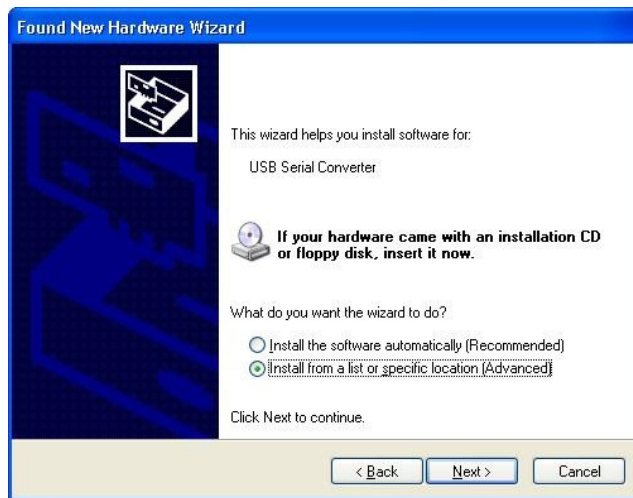 Found New Hardware Wizard
This wizard helps you install software for:
USB Serial Converter
If your hardware came with an installation CD
or floppy disk, insert it now.
What do you want the wizard to do?
Install the software automatically (Recommended)
Install from a list or specific location (Advanced)
Click Next to continue.
< Back Next > Cancel